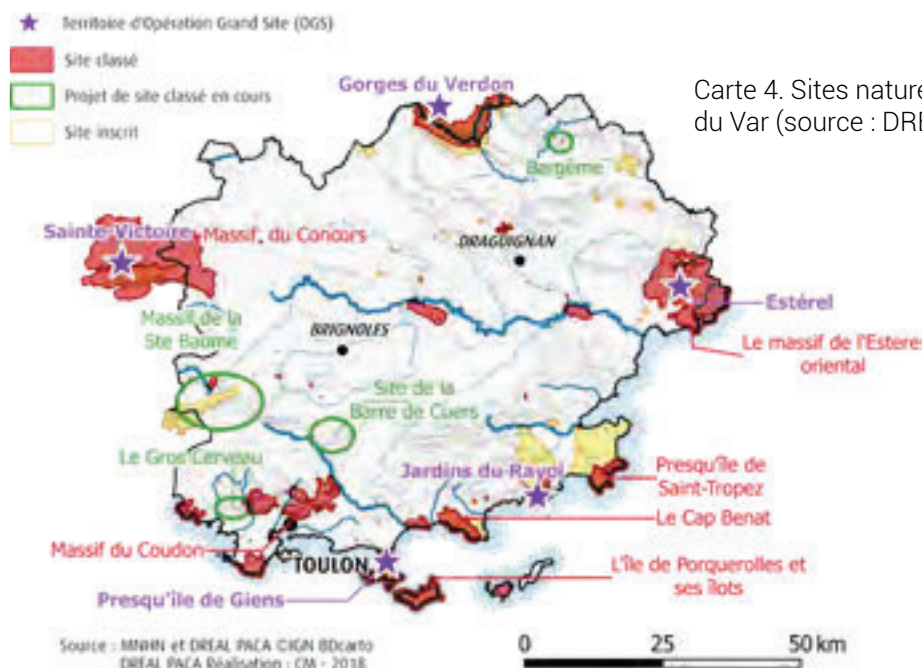 Territoire d'Opération Grand Site (OGS)
Site classé
Projet de site classé en cours
Site inscrit
Carte 4. Sites nature
du Var (source : DRE
Gorges du Verdon
Bargème
Sainte-Victoire
Massif du Concors
DRAGUIGNAN
Estérel
Massif de la
Ste Baume
BRIGNOLES
Le massif de l'Estere
oriental
Site de la
Barre de Cuers
Le Gros Cerveau
Jardins du Rayol
Presqu'île de
Saint-Tropez
Le Cap Benat
Massif du Coudon
TOULON
L'île de Porquerolles et
ses îlots
Presqu'île de Giens
Source : MNHN et DREAL PACA ©IGN BDcarto
DREAL PACA Réalisation : CM - 2018
0 25 50 km